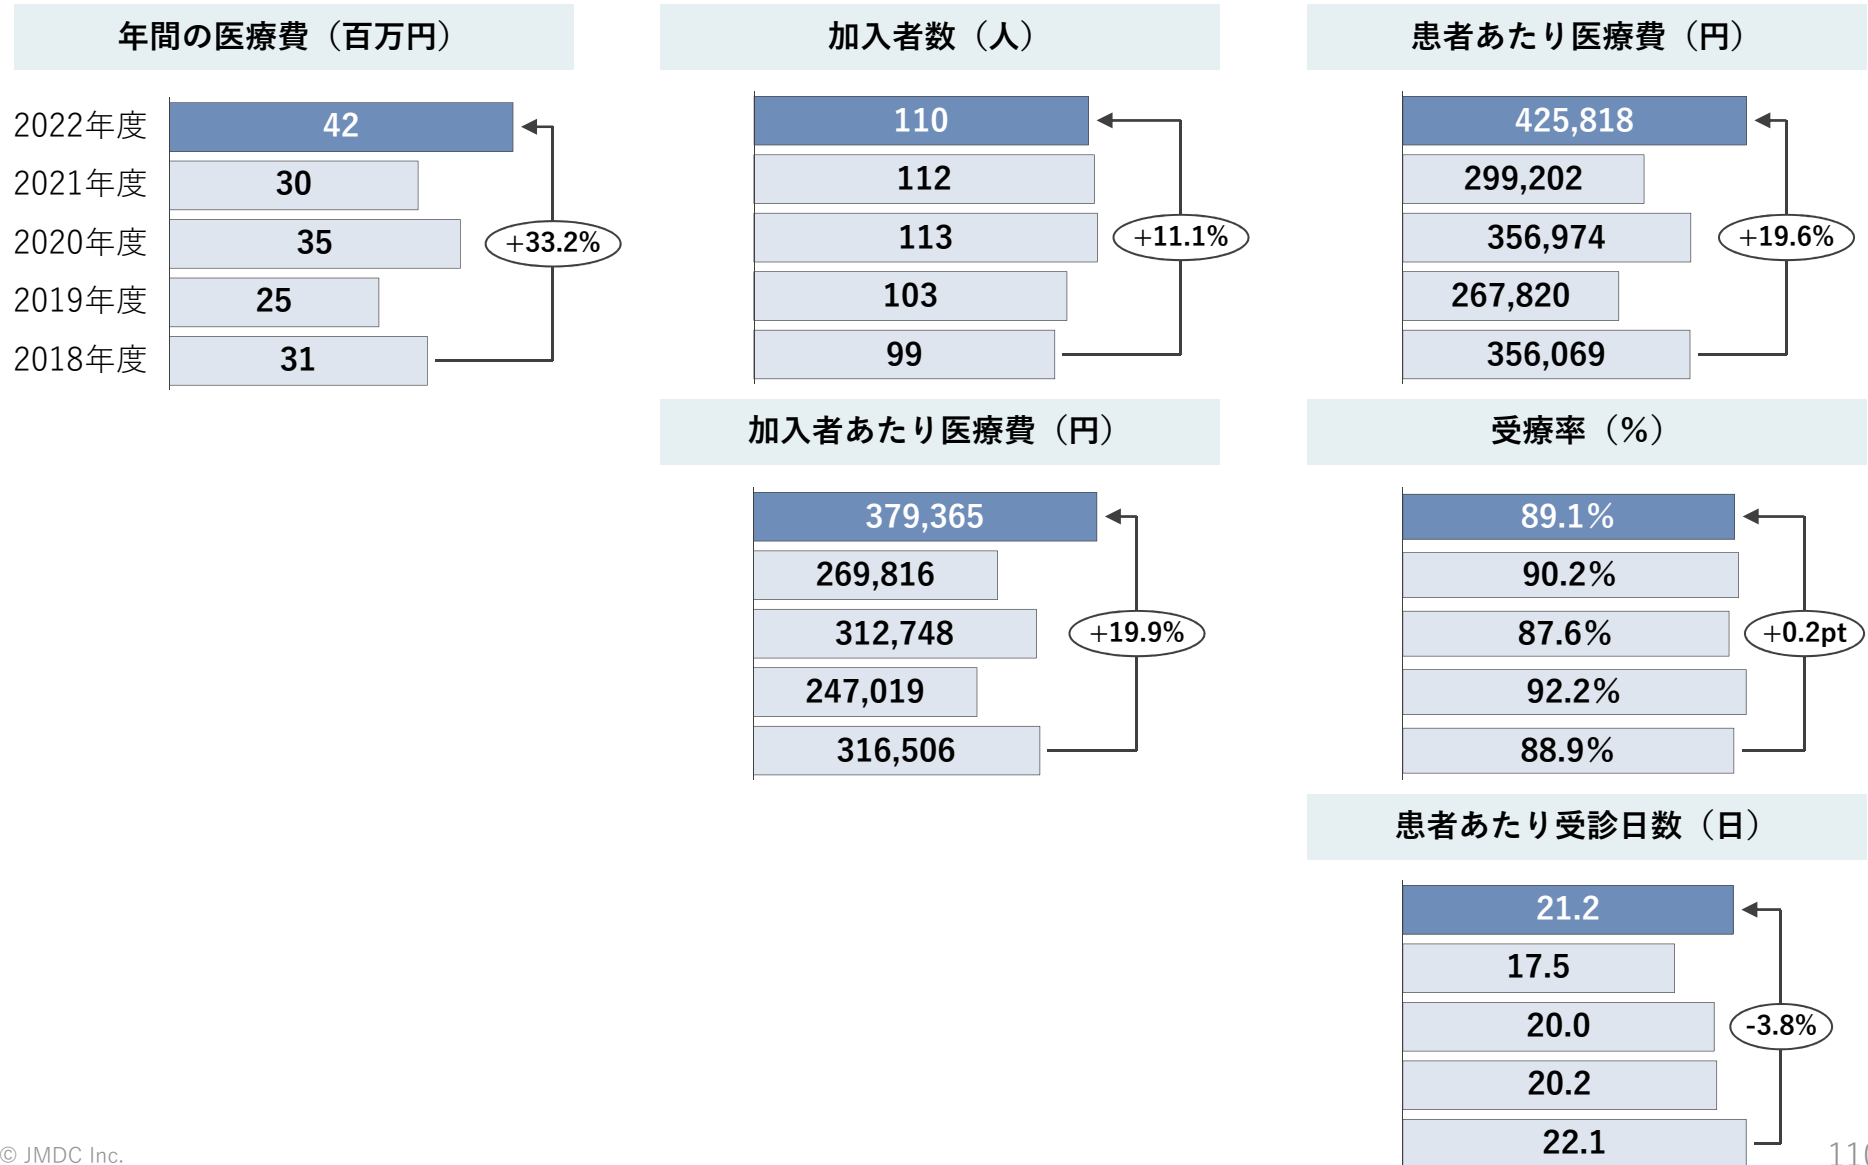 年間の医療費（百万円）
2022年度 42
2021年度 30
2020年度 35
2019年度 25
2018年度 31
+33.2%
加入者数（人）
110
112
113
103
99
+11.1%
患者あたり医療費（円）
425,818
299,202
356,974
267,820
356,069
+19.6%
加入者あたり医療費（円）
379,365
269,816
312,748
247,019
316,506
+19.9%
受療率（%）
89.1%
90.2%
87.6%
92.2%
88.9%
+0.2pt
患者あたり受診日数（日）
21.2
17.5
20.0
20.2
22.1
-3.8%
© JMDC Inc.